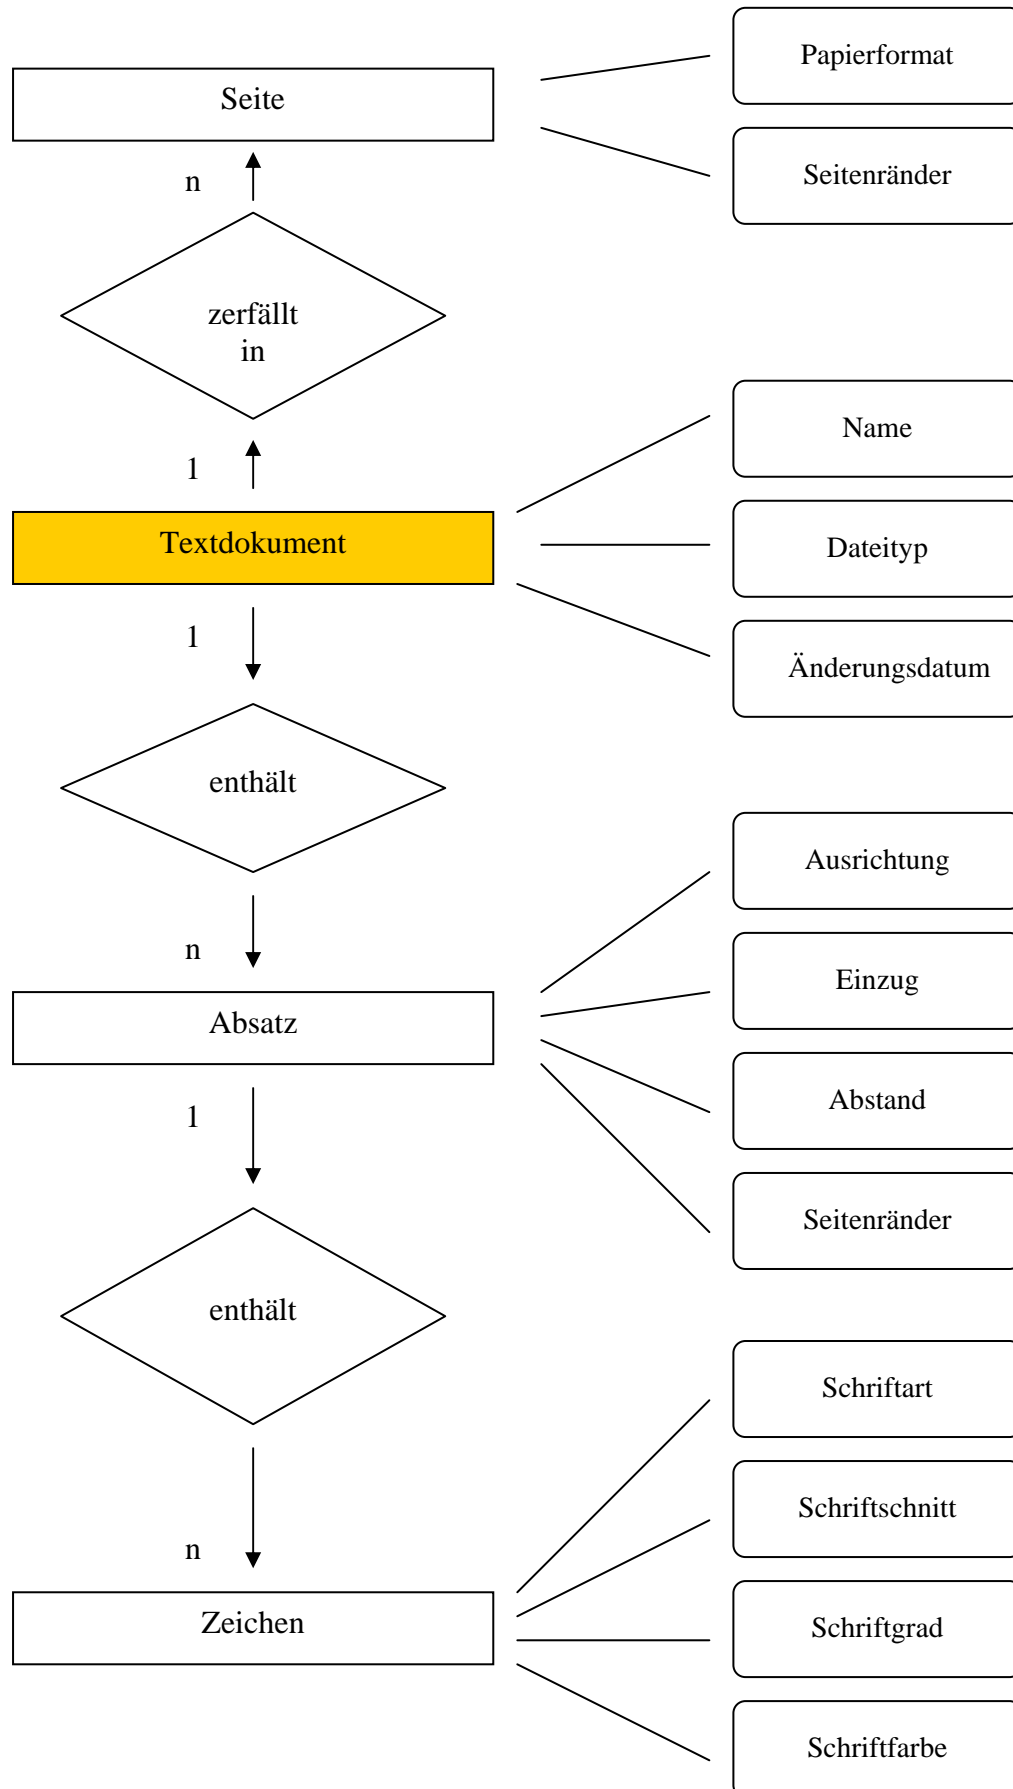 Papierformat
Seite
Seitenränder
n
zerfällt
in
Name
1
Textdokument
Dateityp
1
Änderungsdatum
enthält
Ausrichtung
n
Einzug
Absatz
Abstand
1
Seitenränder
enthält
Schriftart
Schriftschnitt
n
Zeichen
Schriftgrad
Schriftfarbe